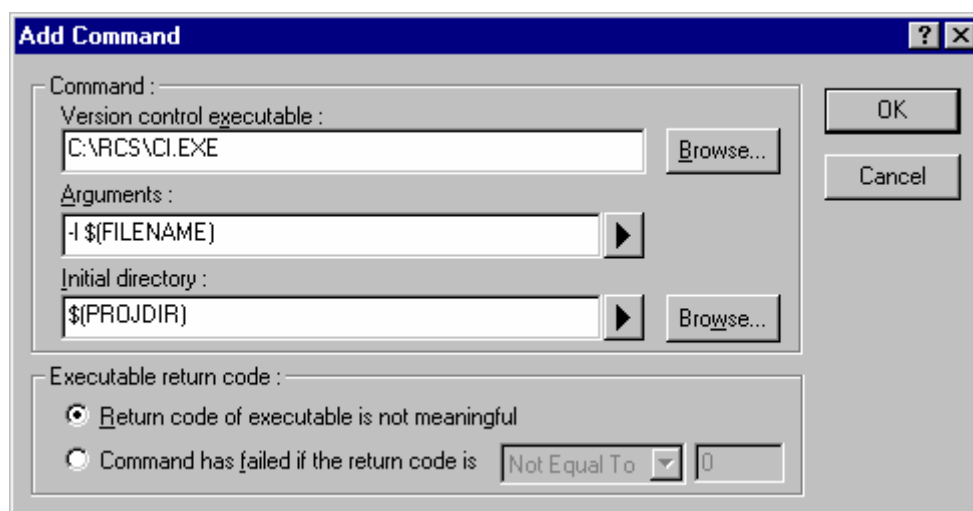 Add Command
Command :
Version control executable :
C:\RCS\CI.EXE
Browse...
OK
Cancel
Arguments :
-l $(FILENAME)
Initial directory :
$(PROJDIR)
Browse...
Executable return code :
Return code of executable is not meaningful
Command has failed if the return code is Not Equal To 0